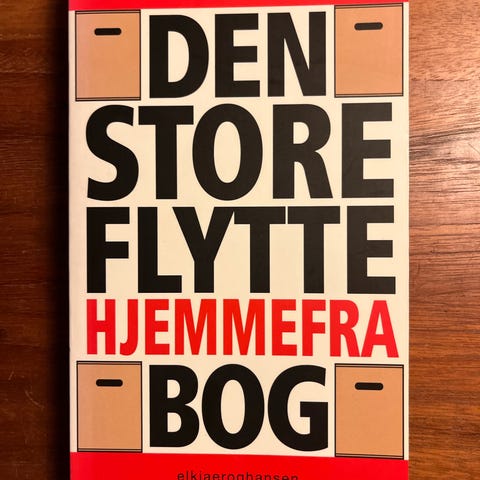 DEN
STORE
FLYTTE
HJEMMEFRA
BOG
elkjaeroghansen